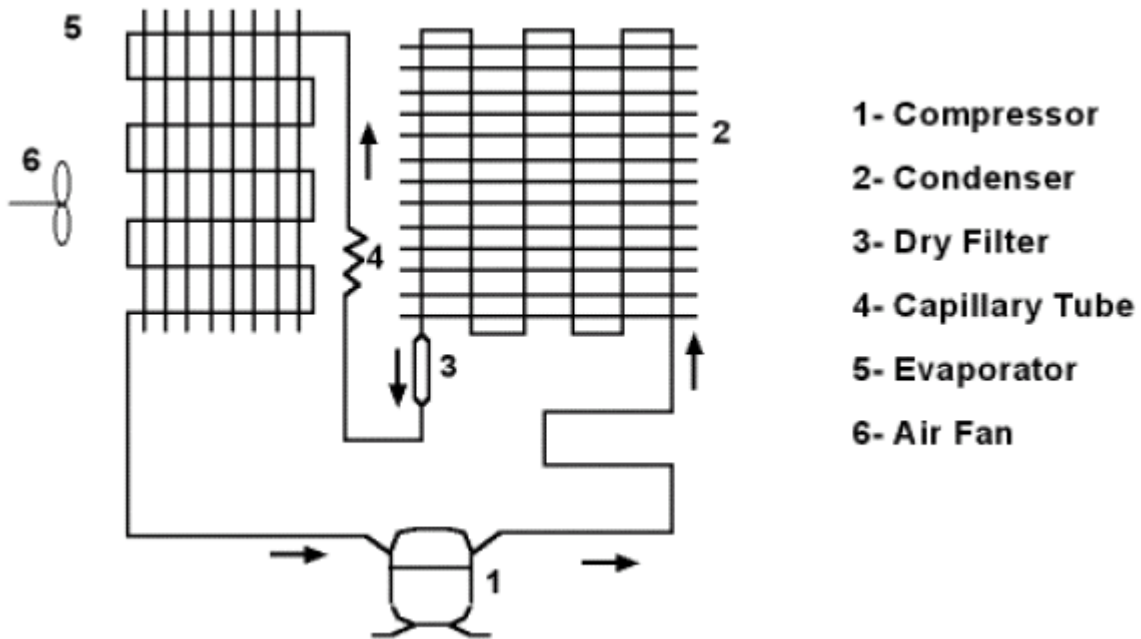 5
6
4
3
2
1
1- Compressor
2- Condenser
3- Dry Filter
4- Capillary Tube
5- Evaporator
6- Air Fan